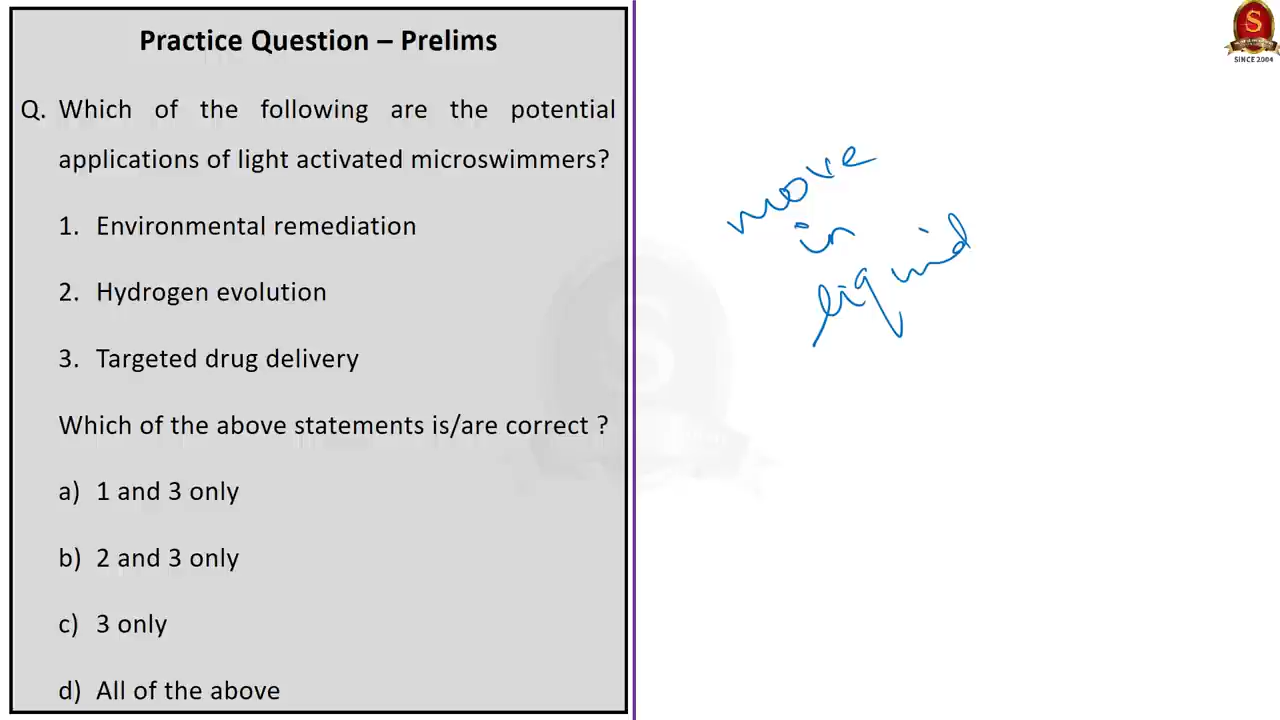 Practice Question – Prelims
Q. Which of the following are the potential
applications of light activated microswimmers?
1. Environmental remediation
2. Hydrogen evolution
3. Targeted drug delivery
Which of the above statements is/are correct ?
a) 1 and 3 only
b) 2 and 3 only
c) 3 only
d) All of the above
move
in
liquid
S
SINCE 2004